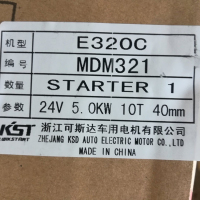 机型 E320C
编号 MDM321
数量 STARTER 1
参数 24V 5.0KW 10T 40mm
KST 浙江可斯达车用电机有限公司
ZHEJANG KSD AUTO ELECTRIC MOTOR CO.,LTD
MADE IN CHINA